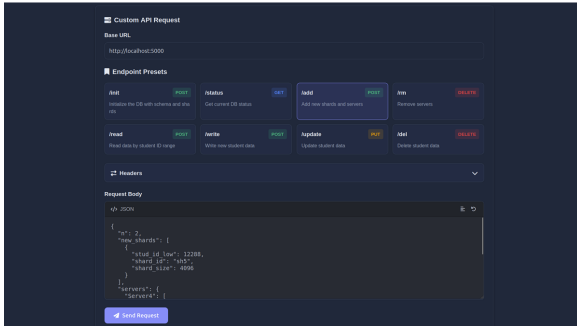 Custom API Request
Base URL
http://localhost:5000
Endpoint Presets
/init POST
Initialize the DB with schema and sha
rds
/status GET
Get current DB status
/add POST
Add new shards and servers
/rm DELETE
Remove servers
/read POST
Read data by student ID range
/write POST
Write new student data
/update PUT
Update student data
/del DELETE
Delete student data
Headers
Request Body
</> JSON
{
"n": 2,
"new_shards": [
{
"stud_id_low": 12288,
"shard_id": "sh5",
"shard_size": 4096
}
],
"servers": {
"Server4": [
Send Request